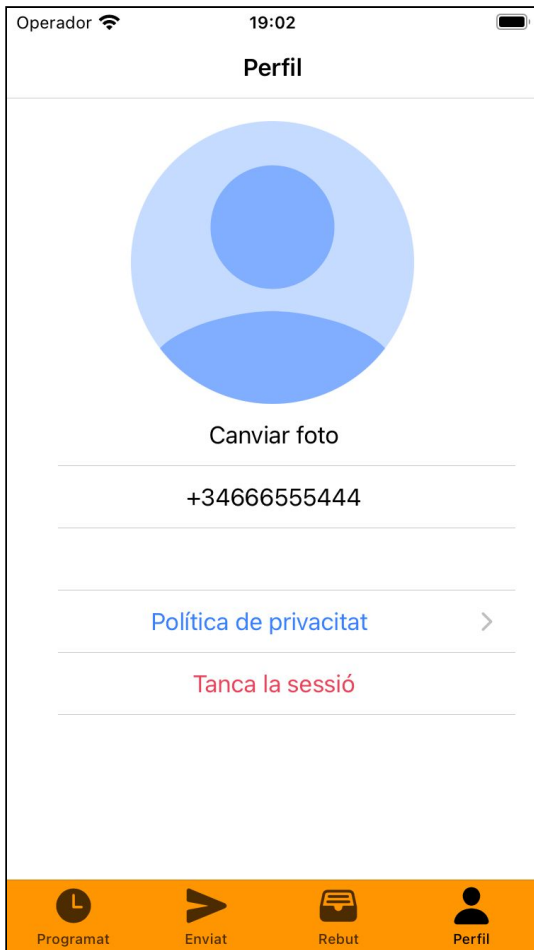 Operador 19:02
Perfil
Canviar foto
+34666555444
Política de privacitat
Tanca la sessió
Programat Enviat Rebut Perfil